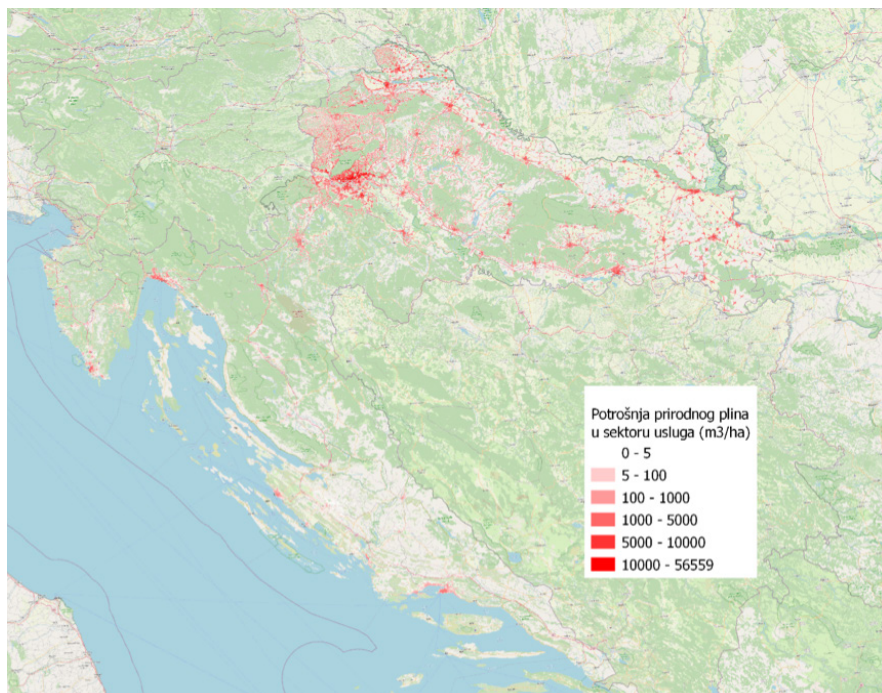 Potrošnja prirodnog plina
u sektoru usluga (m3/ha)
0 - 5
5 - 100
100 - 1000
1000 - 5000
5000 - 10000
10000 - 56559